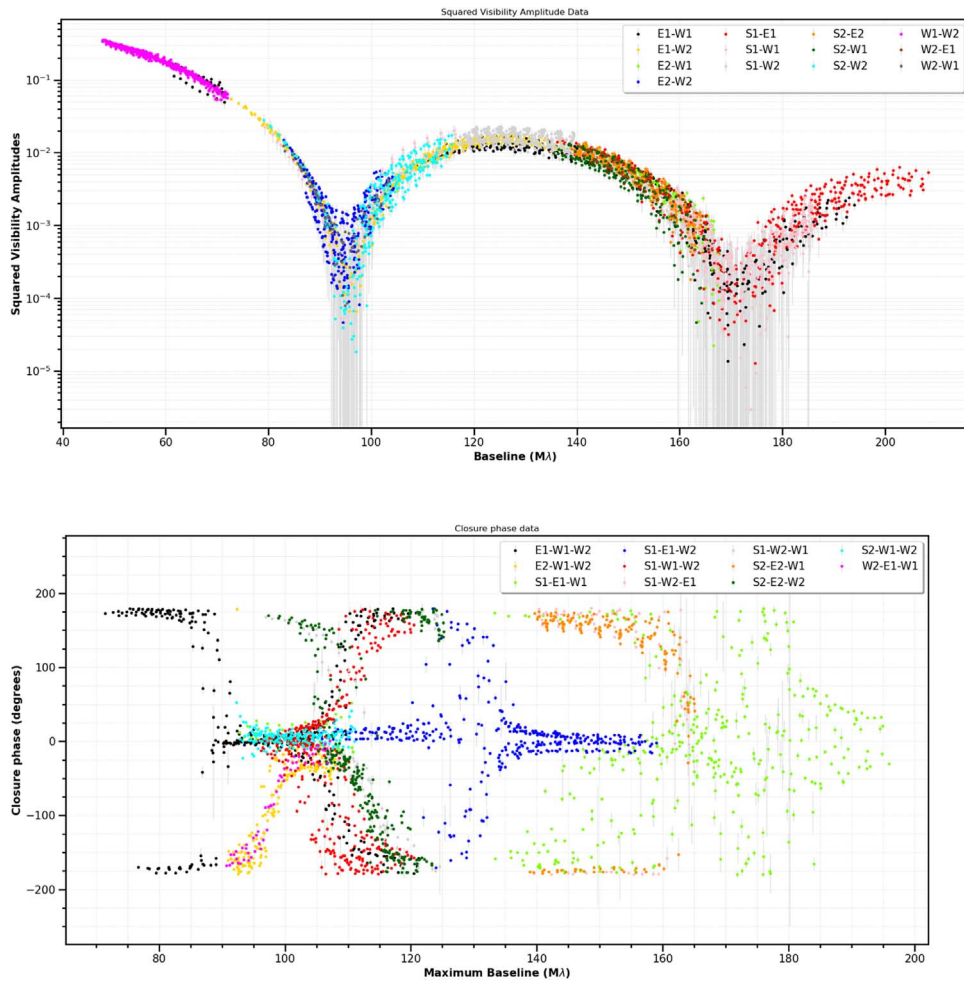 Squared Visibility Amplitude Data
E1-W1 S1-E1 S2-E2 W1-W2
E1-W2 S1-W1 S2-W1 W2-E1
E2-W1 S1-W2 S2-W2 W2-W1
E2-W2
Squared Visibility Amplitudes
10⁻¹
10⁻²
10⁻³
10⁻⁴
10⁻⁵
40 60 80 100 120 140 160 180 200
Baseline (Mλ)
Closure phase data
E1-W1-W2 S1-E1-W2 S1-W2-W1 S2-W1-W2
E2-W1-W2 S1-W1-W2 S2-E2-W1 W2-E1-W1
S1-E1-W1 S1-W2-E1 S2-E2-W2
Closure phase (degrees)
200
100
0
−100
−200
80 100 120 140 160 180 200
Maximum Baseline (Mλ)